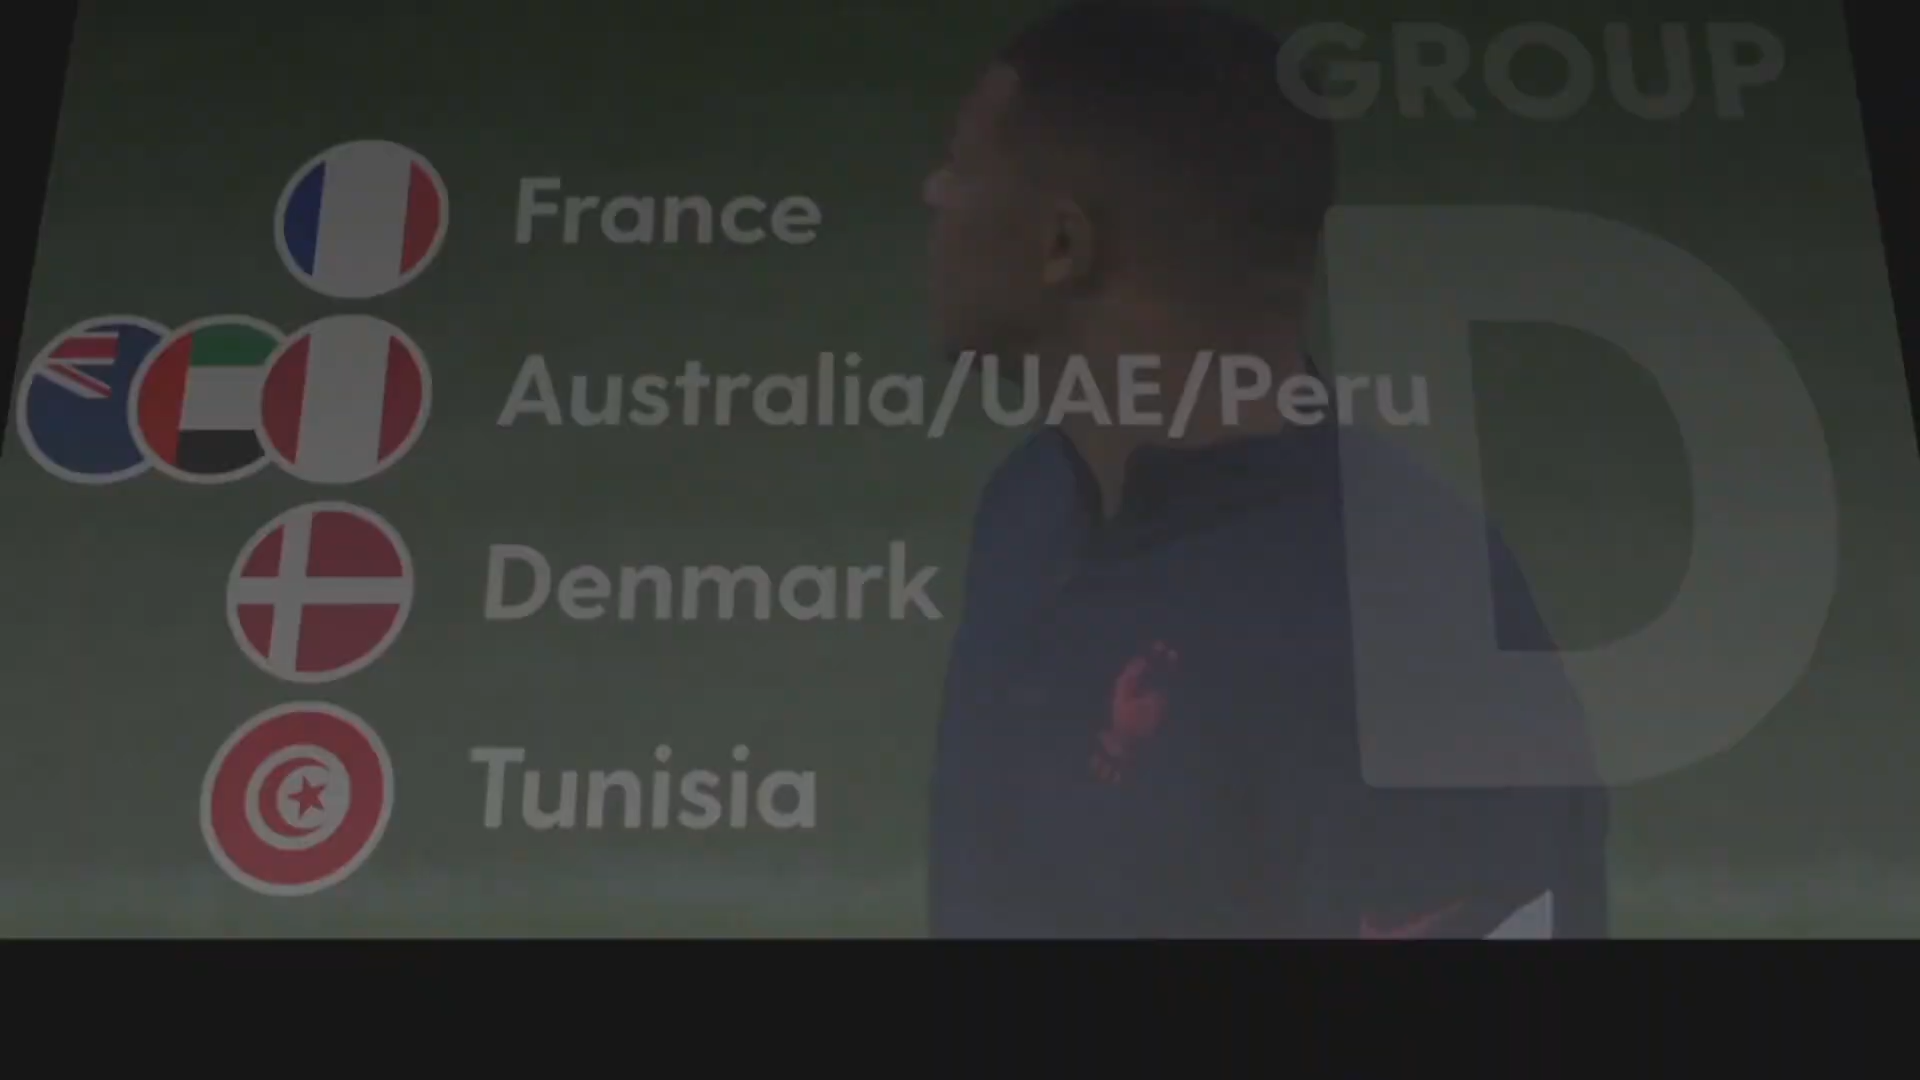 GROUP
D
France
Australia/UAE/Peru
Denmark
Tunisia